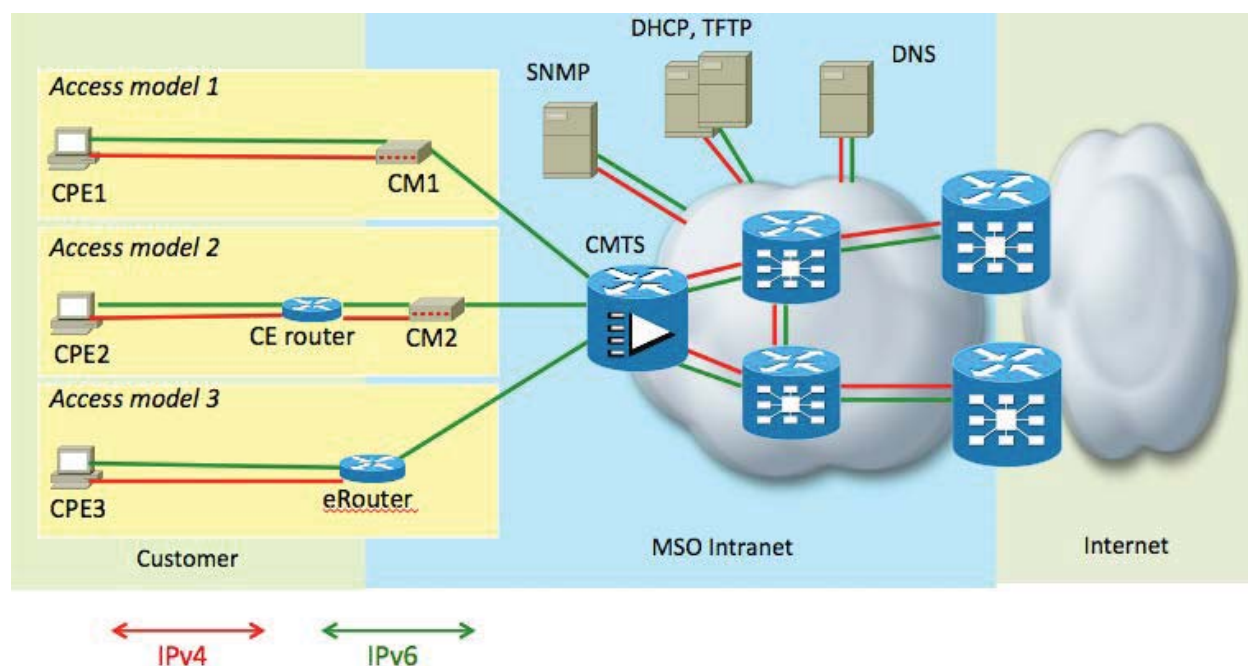 DHCP, TFTP
SNMP
DNS
Access model 1
CPE1
CM1
Access model 2
CMTS
CPE2
CE router
CM2
Access model 3
CPE3
eRouter
Customer
MSO Intranet
Internet
IPv4
IPv6